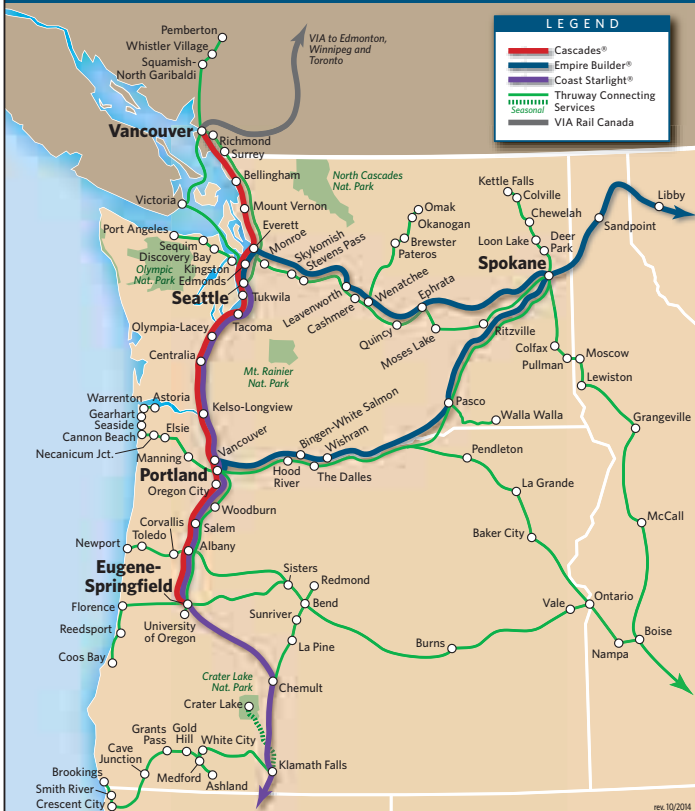 LEGEND
Cascades®
Empire Builder®
Coast Starlight®
Thruway Connecting
Services
Seasonal
VIA Rail Canada
VIA to Edmonton,
Winnipeg and
Toronto
Pemberton
Whistler Village
Squamish-
North Garibaldi
Vancouver
Richmond
Surrey
Bellingham
North Cascades
Nat. Park
Victoria
Mount Vernon
Port Angeles
Sequim
Discovery Bay
Olympic
Nat. Park
Kingston
Edmonds
Everett
Monroe
Skykomish
Stevens Pass
Seattle
Tukwila
Leavenworth
Cashmere
Wenatchee
Omak
Okanogan
Brewster
Pateros
Quincy
Ephrata
Moses Lake
Kettle Falls
Colville
Chewelah
Loon Lake
Deer
Park
Spokane
Sandpoint
Libby
Ritzville
Colfax
Pullman
Moscow
Lewiston
Grangeville
Olympia-Lacey
Tacoma
Centralia
Mt. Rainier
Nat. Park
Warrenton
Astoria
Gearhart
Seaside
Cannon Beach
Elsie
Necanicum Jct.
Manning
Kelso-Longview
Vancouver
Bingen-White Salmon
Wishram
Pasco
Walla Walla
Portland
Oregon City
Hood
River
The Dalles
Pendleton
La Grande
Baker City
McCall
Woodburn
Corvallis
Toledo
Newport
Salem
Albany
Eugene-
Springfield
Sisters
Redmond
Bend
Sunriver
La Pine
Florence
Reedsport
Coos Bay
University
of Oregon
Burns
Vale
Ontario
Nampa
Boise
Crater Lake
Nat. Park
Crater Lake
Chemult
Grants
Pass
Gold
Hill
White City
Cave
Junction
Medford
Ashland
Klamath Falls
Brookings
Smith River
Crescent City
rev. 10/2014